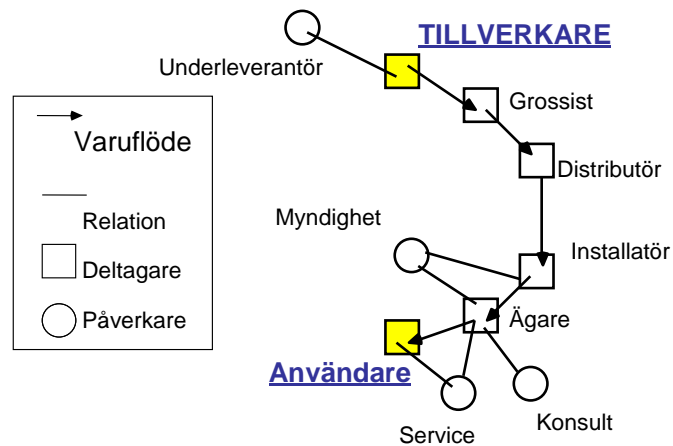 TILLVERKARE
Underleverantör
Grossist
Varuflöde
Distributör
Relation
Myndighet
Installatör
Deltagare
Påverkare
Ägare
Användare
Konsult
Service